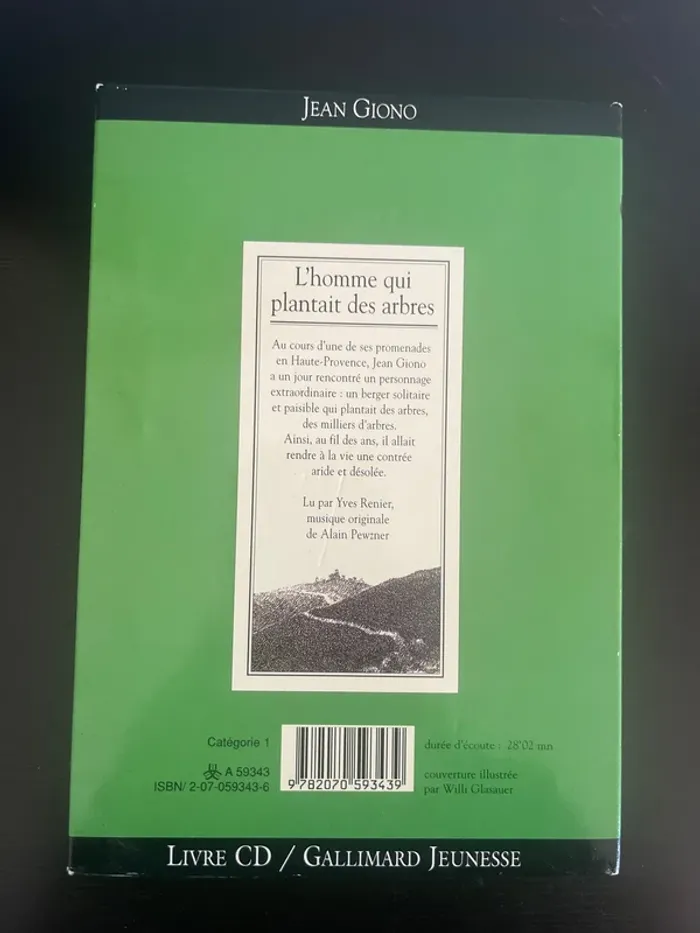 JEAN GIONO
L'homme qui
plantait des arbres
Au cours d'une de ses promenades
en Haute-Provence, Jean Giono
a un jour rencontré un personnage
extraordinaire : un berger solitaire
et paisible qui plantait des arbres,
des milliers d'arbres.
Ainsi, au fil des ans, il allait
rendre à la vie une contrée
aride et désolée.
Lu par Yves Renier,
musique originale
de Alain Pewzner
Catégorie 1
A 59343
ISBN/ 2-07-059343-6
9 782070 593439
durée d'écoute : 28'02 mn
couverture illustrée
par Willi Glasauer
LIVRE CD / GALLIMARD JEUNESSE